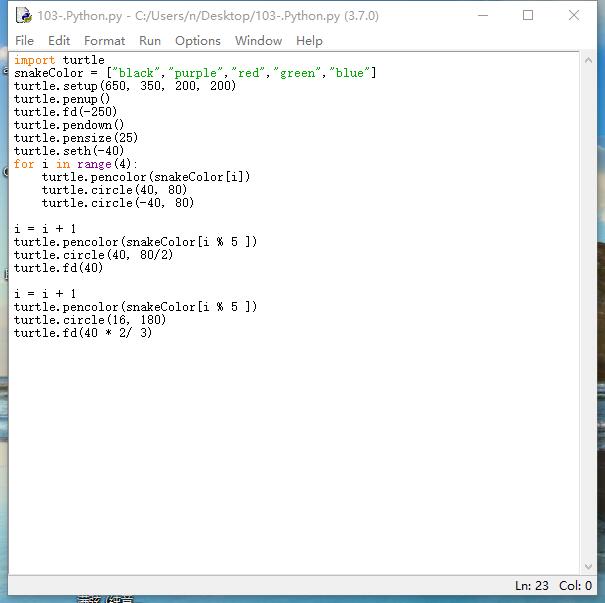 103-.Python.py - C:/Users/n/Desktop/103-.Python.py (3.7.0)
File Edit Format Run Options Window Help
import turtle
snakeColor = ["black","purple","red","green","blue"]
turtle.setup(650, 350, 200, 200)
turtle.penup()
turtle.fd(-250)
turtle.pendown()
turtle.pensize(25)
turtle.seth(-40)
for i in range(4):
    turtle.pencolor(snakeColor[i])
    turtle.circle(40, 80)
    turtle.circle(-40, 80)
i = i + 1
turtle.pencolor(snakeColor[i % 5 ])
turtle.circle(40, 80/2)
turtle.fd(40)
i = i + 1
turtle.pencolor(snakeColor[i % 5 ])
turtle.circle(16, 180)
turtle.fd(40 * 2/ 3)
Ln: 23 Col: 0